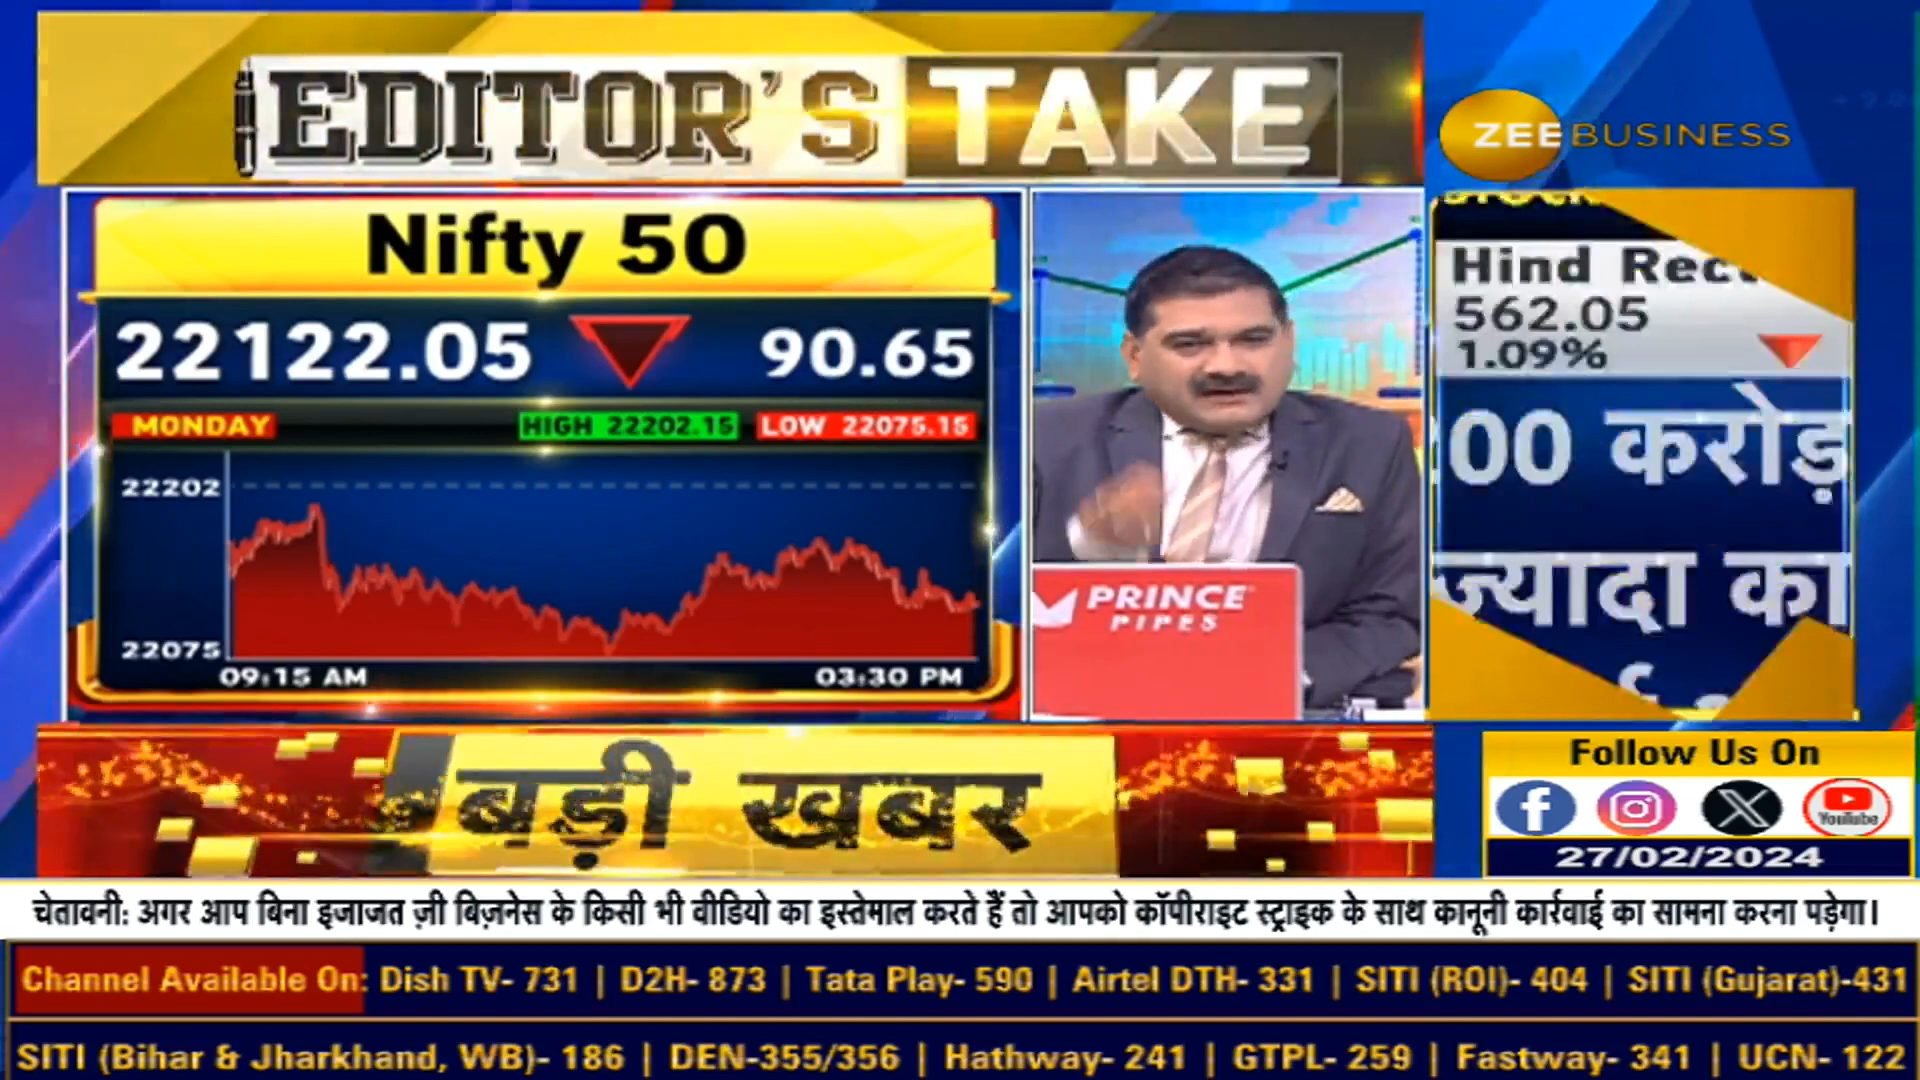 EDITOR'S TAKE
ZEE BUSINESS
Nifty 50
22122.05 90.65
MONDAY HIGH 22202.15 LOW 22075.15
22202
22075
09:15 AM 03:30 PM
PRINCE
PIPES
Hind
562.05
1.09%
00 करोड़
ज्यादा का
बड़ी खबर
Follow Us On
YouTube
27/02/2024
चेतावनी: अगर आप बिना इजाजत ज़ी बिज़नेस के किसी भी वीडियो का इस्तेमाल करते हैं तो आपको कॉपीराइट स्ट्राइक के साथ कानूनी कार्रवाई का सामना करना पड़ेगा।
Channel Available On: Dish TV- 731 | D2H- 873 | Tata Play- 590 | Airtel DTH- 331 | SITI (ROI)- 404 | SITI (Gujarat)-431
SITI (Bihar & Jharkhand, WB)- 186 | DEN-355/356 | Hathway- 241 | GTPL- 259 | Fastway- 341 | UCN- 122